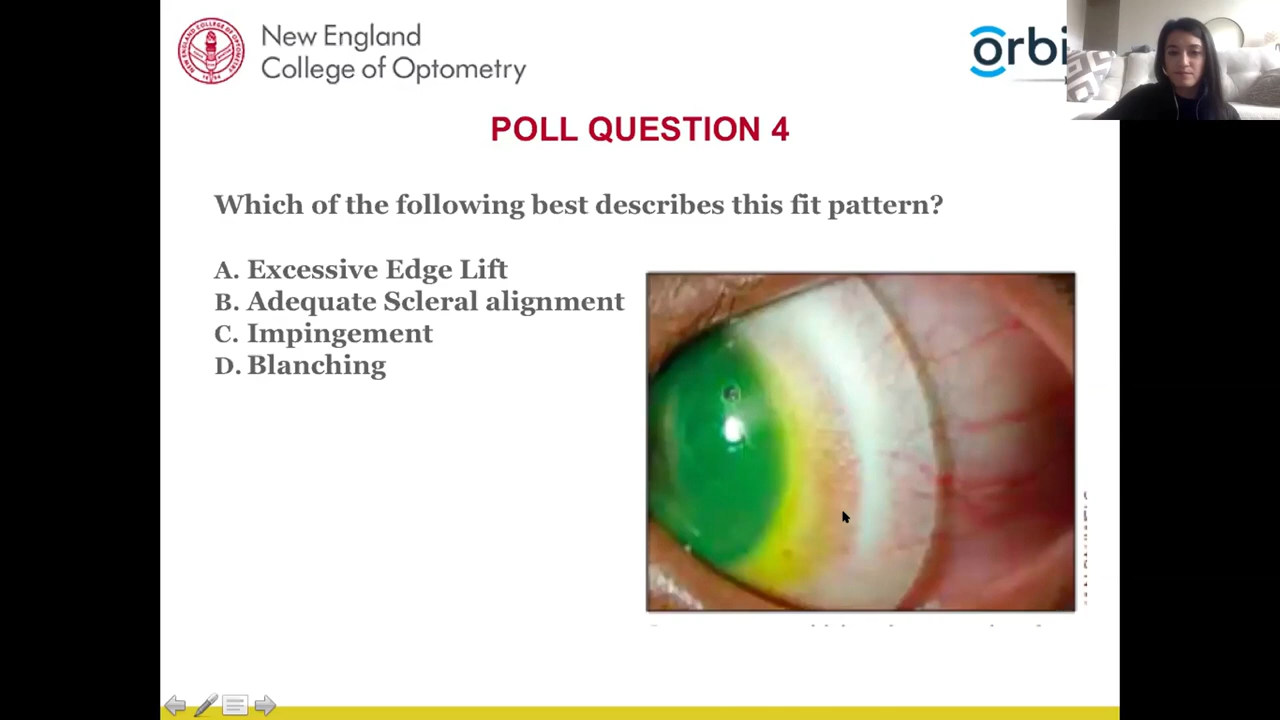 New England
College of Optometry
orbi
POLL QUESTION 4
Which of the following best describes this fit pattern?
A. Excessive Edge Lift
B. Adequate Scleral alignment
C. Impingement
D. Blanching